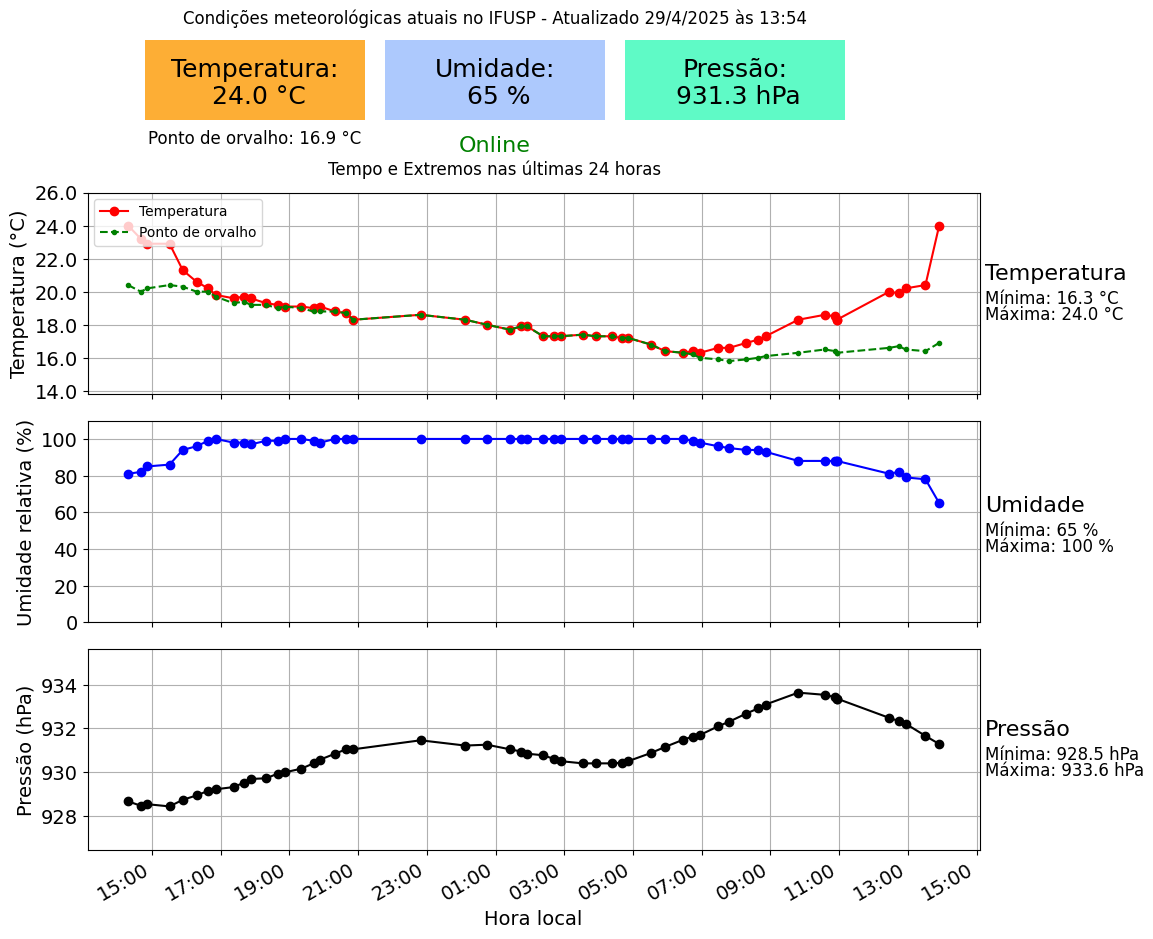 Condições meteorológicas atuais no IFUSP - Atualizado 29/4/2025 às 13:54
Temperatura:
24.0 °C
Umidade:
65 %
Pressão:
931.3 hPa
Ponto de orvalho: 16.9 °C
Online
Tempo e Extremos nas últimas 24 horas
Temperatura (°C)
26.0
24.0
22.0
20.0
18.0
16.0
14.0
Temperatura
Ponto de orvalho
Temperatura
Mínima: 16.3 °C
Máxima: 24.0 °C
Umidade relativa (%)
100
80
60
40
20
0
Umidade
Mínima: 65 %
Máxima: 100 %
Pressão (hPa)
934
932
930
928
Pressão
Mínima: 928.5 hPa
Máxima: 933.6 hPa
15:00
17:00
19:00
21:00
23:00
01:00
03:00
05:00
07:00
09:00
11:00
13:00
15:00
Hora local